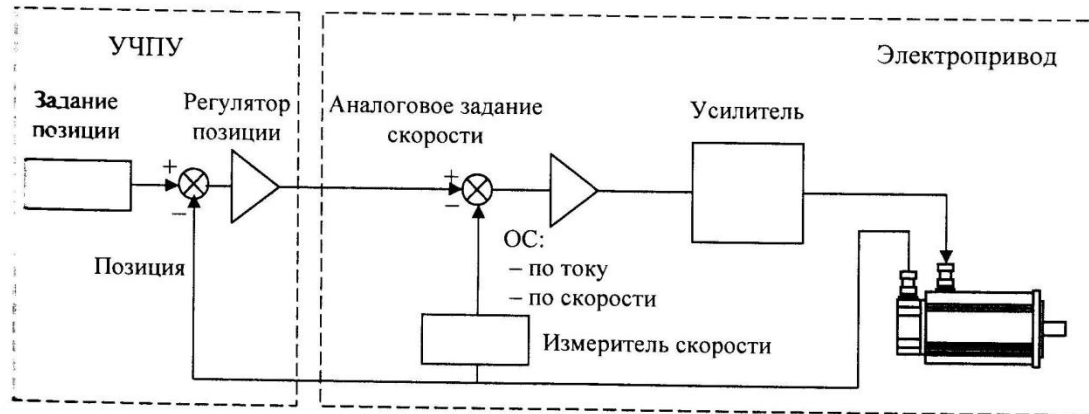 УЧПУ
Электропривод
Задание
позиции
Регулятор
позиции
Аналоговое задание
скорости
Усилитель
+
−
+
−
Позиция
ОС:
− по току
− по скорости
Измеритель скорости